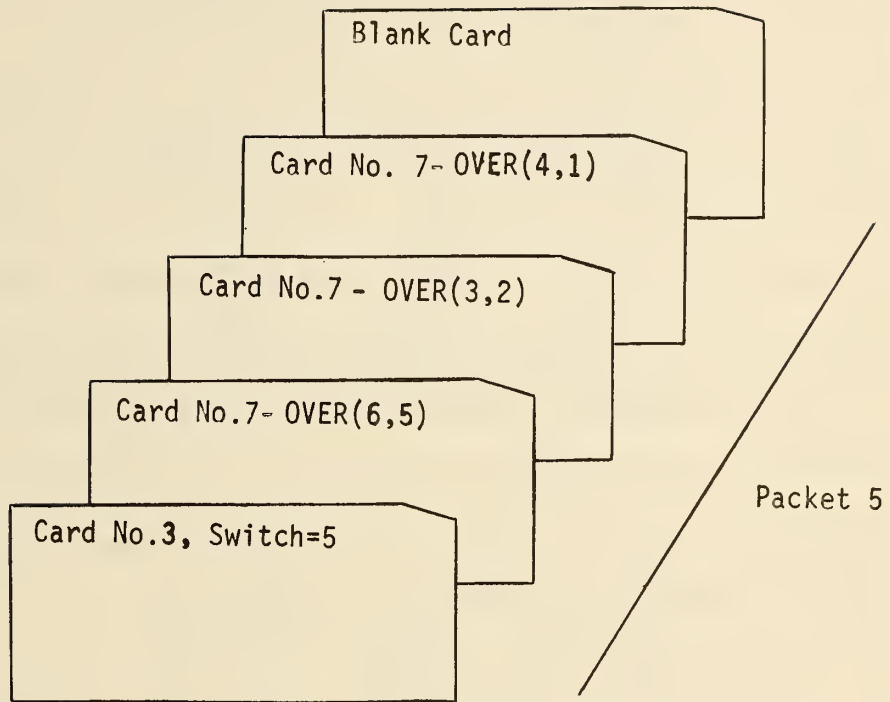 Blank Card
Card No. 7- OVER(4,1)
Card No.7 - OVER(3,2)
Card No.7- OVER(6,5)
Card No.3, Switch=5
Packet 5